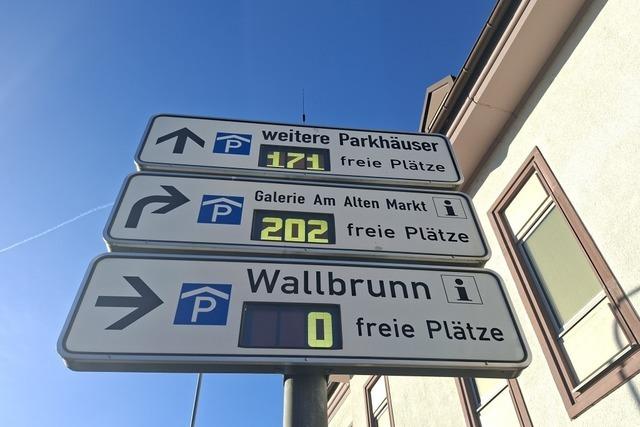 P weitere Parkhäuser
171 freie Plätze
P Galerie Am Alten Markt i
202 freie Plätze
P Wallbrunn i
0 freie Plätze